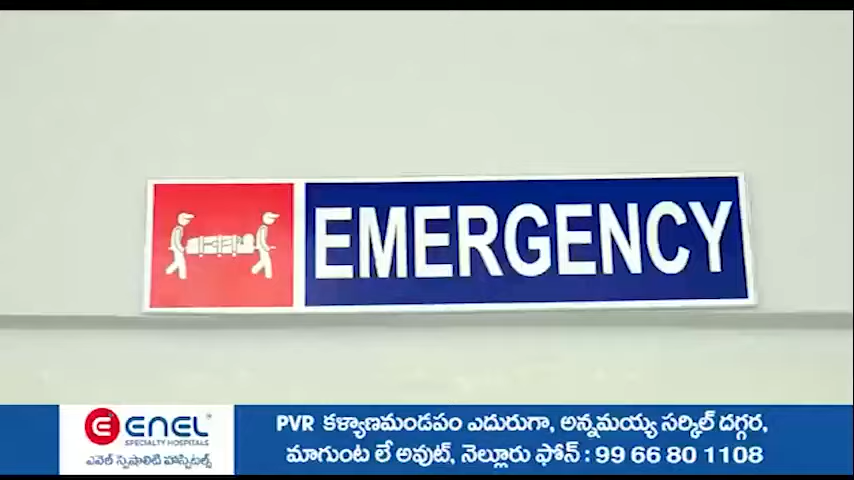 EMERGENCY
ENEL
SPECIALTY HOSPITALS
ఎనెల్ స్పెషాలిటి హాస్పిటల్స్
PVR కళ్యాణమండపం ఎదురుగా, అన్నమయ్య సర్కిల్ దగ్గర,
మాగుంట లే అవుట్, నెల్లూరు ఫోన్ : 99 66 80 1108